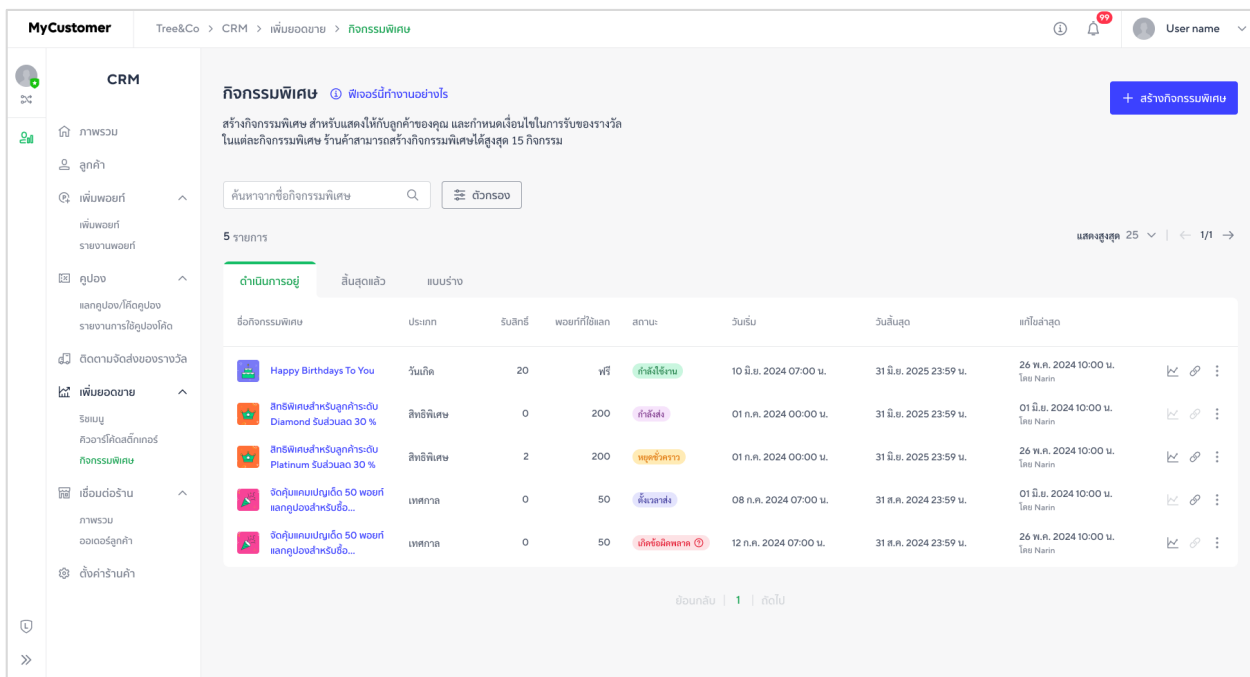 MyCustomer
Tree&Co > CRM > เพิ่มยอดขาย > กิจกรรมพิเศษ
99
User name
CRM
ภาพรวม
ลูกค้า
เพิ่มพอยท์
เพิ่มพอยท์
รายงานพอยท์
คูปอง
แลกคูปอง/โค้ดคูปอง
รายงานการใช้คูปองโค้ด
ติดตามจัดส่งของรางวัล
เพิ่มยอดขาย
ริชเมนู
คิวอาร์โค้ดสติ๊กเกอร์
กิจกรรมพิเศษ
เชื่อมต่อร้าน
ภาพรวม
ออเดอร์ลูกค้า
ตั้งค่าร้านค้า
กิจกรรมพิเศษ ฟีเจอร์นี้ทำงานอย่างไร
+ สร้างกิจกรรมพิเศษ
สร้างกิจกรรมพิเศษ สำหรับแสดงให้กับลูกค้าของคุณ และกำหนดเงื่อนไขในการรับของรางวัล
ในแต่ละกิจกรรมพิเศษ ร้านค้าสามารถสร้างกิจกรรมพิเศษได้สูงสุด 15 กิจกรรม
ค้นหาจากชื่อกิจกรรมพิเศษ ตัวกรอง
5 รายการ แสดงสูงสุด 25 | ← 1/1 →
ดำเนินการอยู่ สิ้นสุดแล้ว แบบร่าง
ชื่อกิจกรรมพิเศษ ประเภท รับสิทธิ์ พอยท์ที่ใช้แลก สถานะ วันเริ่ม วันสิ้นสุด แก้ไขล่าสุด
Happy Birthdays To You วันเกิด 20 ฟรี กำลังใช้งาน 10 มิ.ย. 2024 07:00 น. 31 มิ.ย. 2025 23:59 น. 26 พ.ค. 2024 10:00 น.
โดย Narin
สิทธิพิเศษสำหรับลูกค้าระดับ
Diamond รับส่วนลด 30 % สิทธิพิเศษ 0 200 กำลังส่ง 01 ก.ค. 2024 00:00 น. 31 มิ.ย. 2025 23:59 น. 01 มิ.ย. 2024 10:00 น.
โดย Narin
สิทธิพิเศษสำหรับลูกค้าระดับ
Platinum รับส่วนลด 30 % สิทธิพิเศษ 2 200 หยุดชั่วคราว 01 ก.ค. 2024 00:00 น. 31 มิ.ย. 2025 23:59 น. 26 พ.ค. 2024 10:00 น.
โดย Narin
จัดคุ้มแคมเปญเด็ด 50 พอยท์
แลกคูปองสำหรับซื้อ... เทศกาล 0 50 ตั้งเวลาส่ง 08 ก.ค. 2024 07:00 น. 31 ส.ค. 2024 23:59 น. 01 มิ.ย. 2024 10:00 น.
โดย Narin
จัดคุ้มแคมเปญเด็ด 50 พอยท์
แลกคูปองสำหรับซื้อ... เทศกาล 0 50 เกิดข้อผิดพลาด 12 ก.ค. 2024 07:00 น. 31 ส.ค. 2024 23:59 น. 26 พ.ค. 2024 10:00 น.
โดย Narin
ย้อนกลับ | 1 | ถัดไป